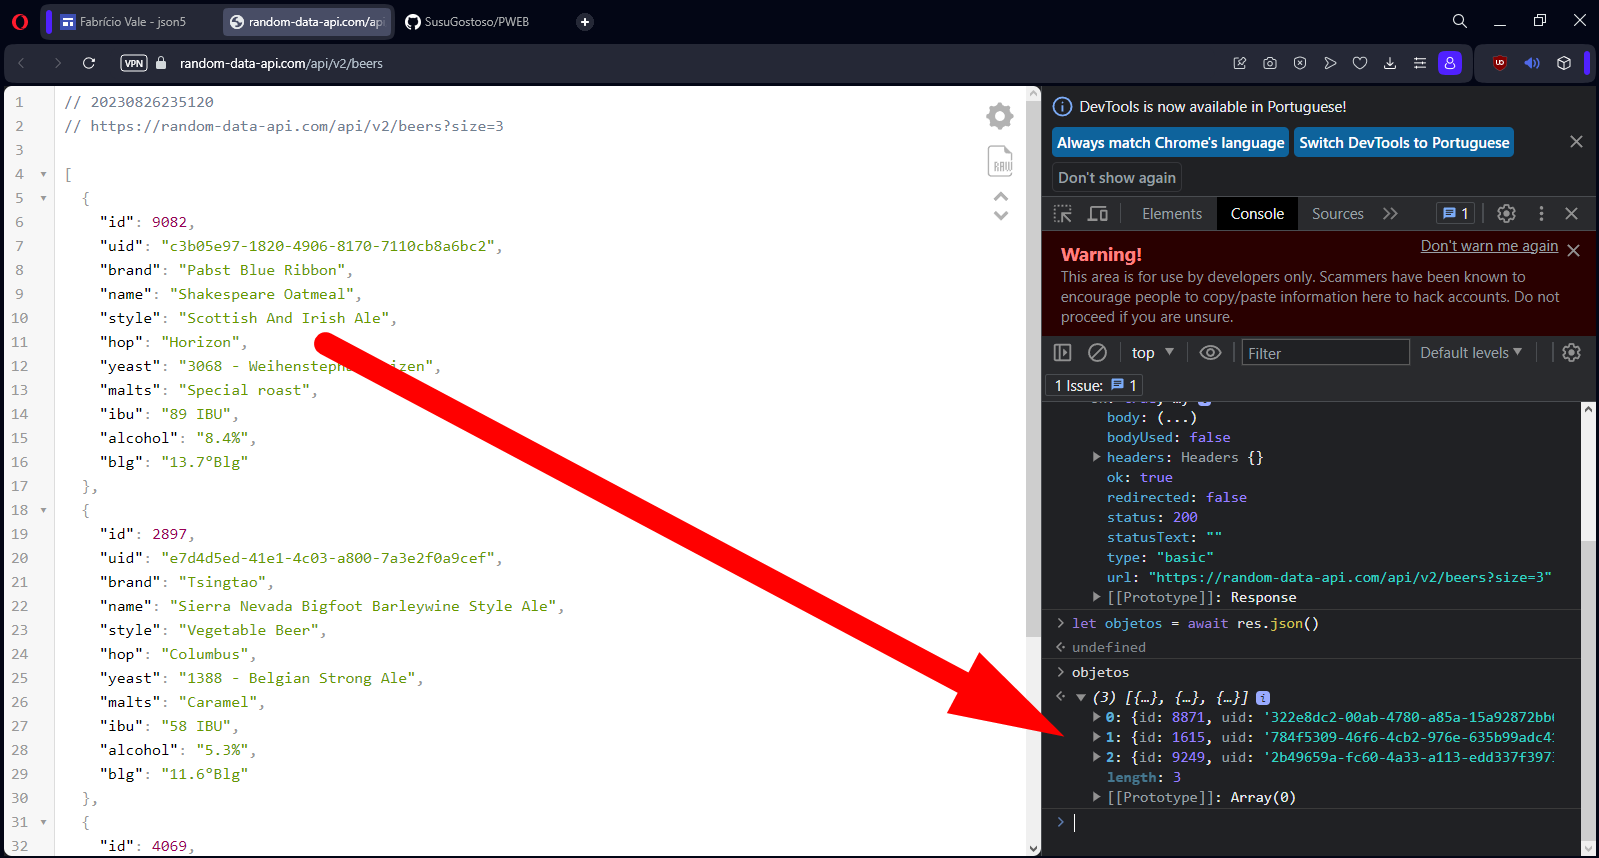 Fabrício Vale - json5
random-data-api.com/api
SusuGostoso/PWEB
VPN
random-data-api.com/api/v2/beers
1 // 20230826235120
2 // https://random-data-api.com/api/v2/beers?size=3
3
4 [
5 {
6 "id": 9082,
7 "uid": "c3b05e97-1820-4906-8170-7110cb8a6bc2",
8 "brand": "Pabst Blue Ribbon",
9 "name": "Shakespeare Oatmeal",
10 "style": "Scottish And Irish Ale",
11 "hop": "Horizon",
12 "yeast": "3068 -
13 "malts": "Special roast",
14 "ibu": "89 IBU",
15 "alcohol": "8.4%",
16 "blg": "13.7°Blg"
17 },
18 {
19 "id": 2897,
20 "uid": "e7d4d5ed-41e1-4c03-a800-7a3e2f0a9cef",
21 "brand": "Tsingtao",
22 "name": "Sierra Nevada Bigfoot Barleywine Style Ale",
23 "style": "Vegetable Beer",
24 "hop": "Columbus",
25 "yeast": "1388 - Belgian Strong Ale",
26 "malts": "Caramel",
27 "ibu": "58 IBU",
28 "alcohol": "5.3%",
29 "blg": "11.6°Blg"
30 },
31 {
32 "id": 4069,
RAW
DevTools is now available in Portuguese!
Always match Chrome's language
Switch DevTools to Portuguese
Don't show again
Elements
Console
Sources
1
Warning!
Don't warn me again
This area is for use by developers only. Scammers have been known to
encourage people to copy/paste information here to hack accounts. Do not
proceed if you are unsure.
top
Filter
Default levels
1 Issue: 1
body: (...)
bodyUsed: false
headers: Headers {}
ok: true
redirected: false
status: 200
statusText: ""
type: "basic"
url: "https://random-data-api.com/api/v2/beers?size=3"
[[Prototype]]: Response
> let objetos = await res.json()
undefined
> objetos
(3) [{…}, {…}, {…}] i
0: {id: 8871, uid: '322e8dc2-00ab-4780-a85a-15a92872bb
1: {id: 1615, uid: '784f5309-46f6-4cb2-976e-635b99adc4
2: {id: 9249, uid: '2b49659a-fc60-4a33-a113-edd337f397
length: 3
[[Prototype]]: Array(0)
>